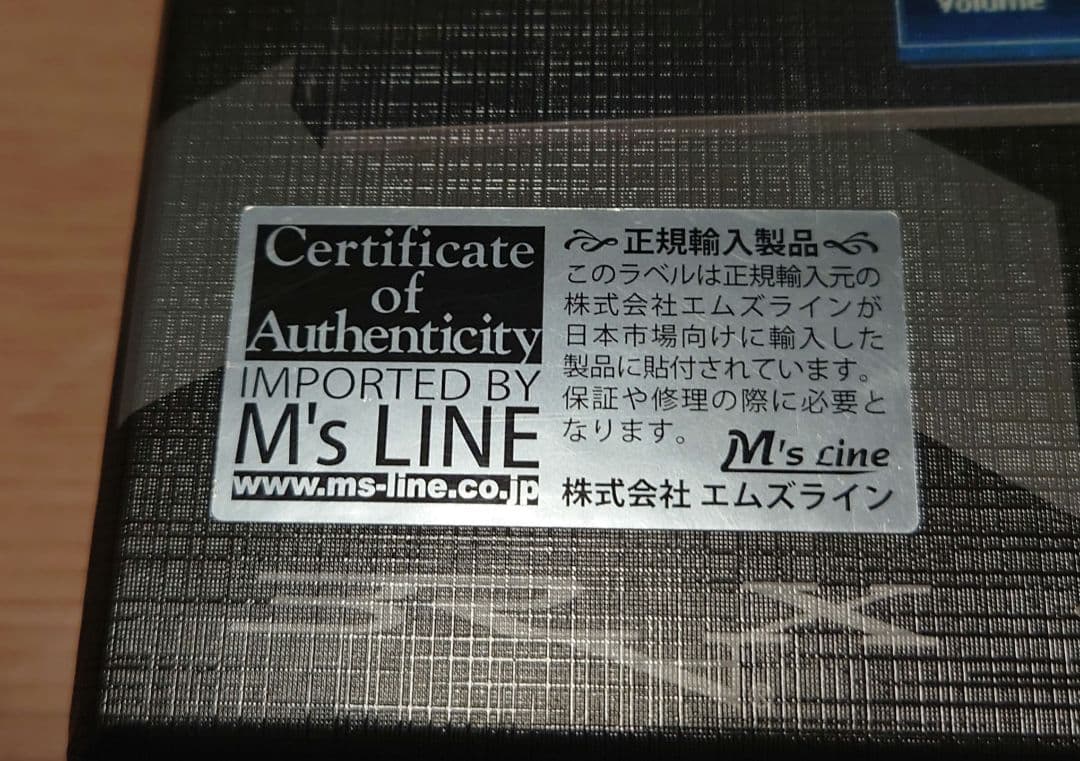 Volume
Certificate
of
Authenticity
IMPORTED BY
M's LINE
www.ms-line.co.jp
正規輸入製品
このラベルは正規輸入元の
株式会社エムズラインが
日本市場向けに輸入した
製品に貼付されています。
保証や修理の際に必要と
なります。
M's Line
株式会社 エムズライン